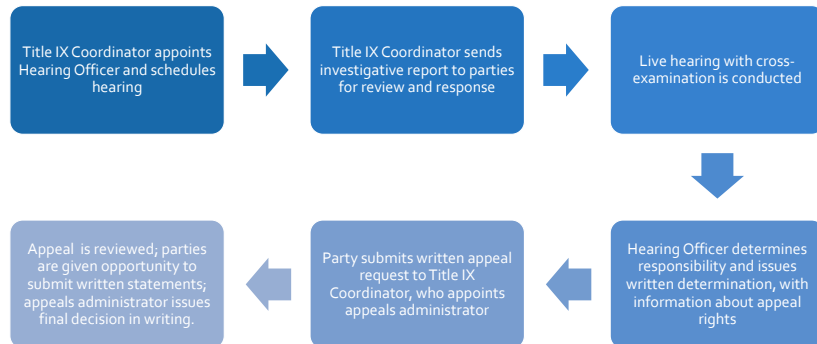 Title IX Coordinator appoints
Hearing Officer and schedules
hearing
Title IX Coordinator sends
investigative report to parties
for review and response
Live hearing with cross-
examination is conducted
Hearing Officer determines
responsibility and issues
written determination, with
information about appeal
rights
Party submits written appeal
request to Title IX
Coordinator, who appoints
appeals administrator
Appeal is reviewed; parties
are given opportunity to
submit written statements;
appeals administrator issues
final decision in writing.